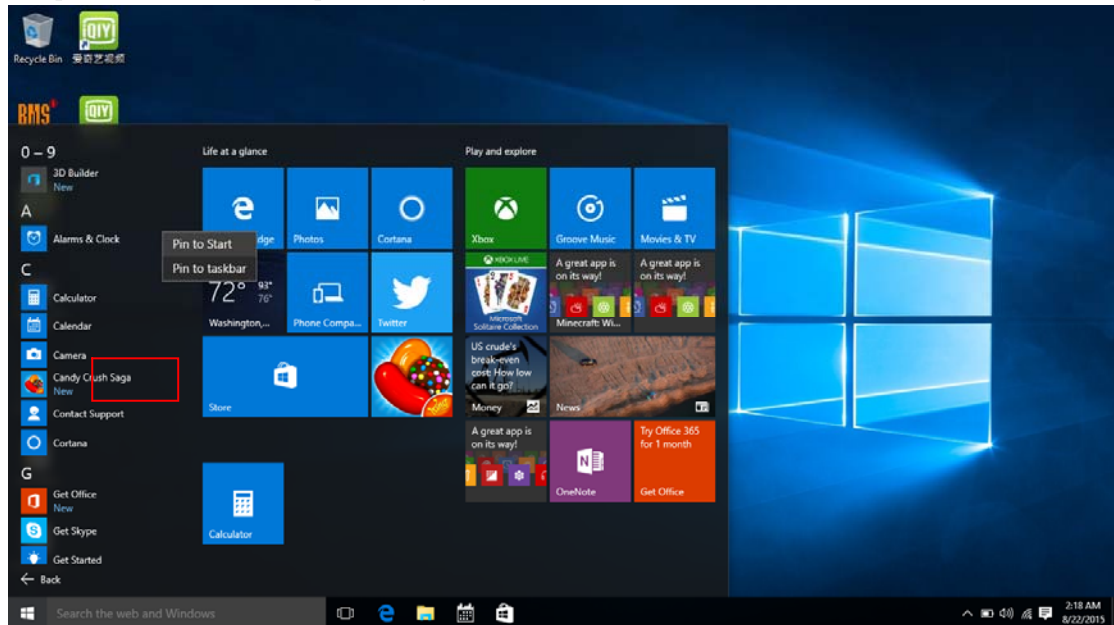 QIY
Recycle Bin
爱奇艺视频
RMS
QIY
0 – 9
3D Builder
New
A
Alarms & Clock
C
Calculator
Calendar
Camera
Candy Crush Saga
New
Contact Support
Cortana
G
Get Office
New
Get Skype
Get Started
Back
Pin to Start
Pin to taskbar
Life at a glance
dge
Photos
Cortana
72°
93°
76°
Washington,...
Phone Compa...
Twitter
Store
Calculator
Play and explore
Xbox
Groove Music
Movies & TV
XBOX LIVE
Microsoft
Solitaire Collection
A great app is
on its way!
Minecraft: Wi...
A great app is
on its way!
US crude's
break-even
cost: How low
can it go?
Money
News
A great app is
on its way!
N
OneNote
Try Office 365
for 1 month
Get Office
Search the web and Windows
2:18 AM
8/22/2015